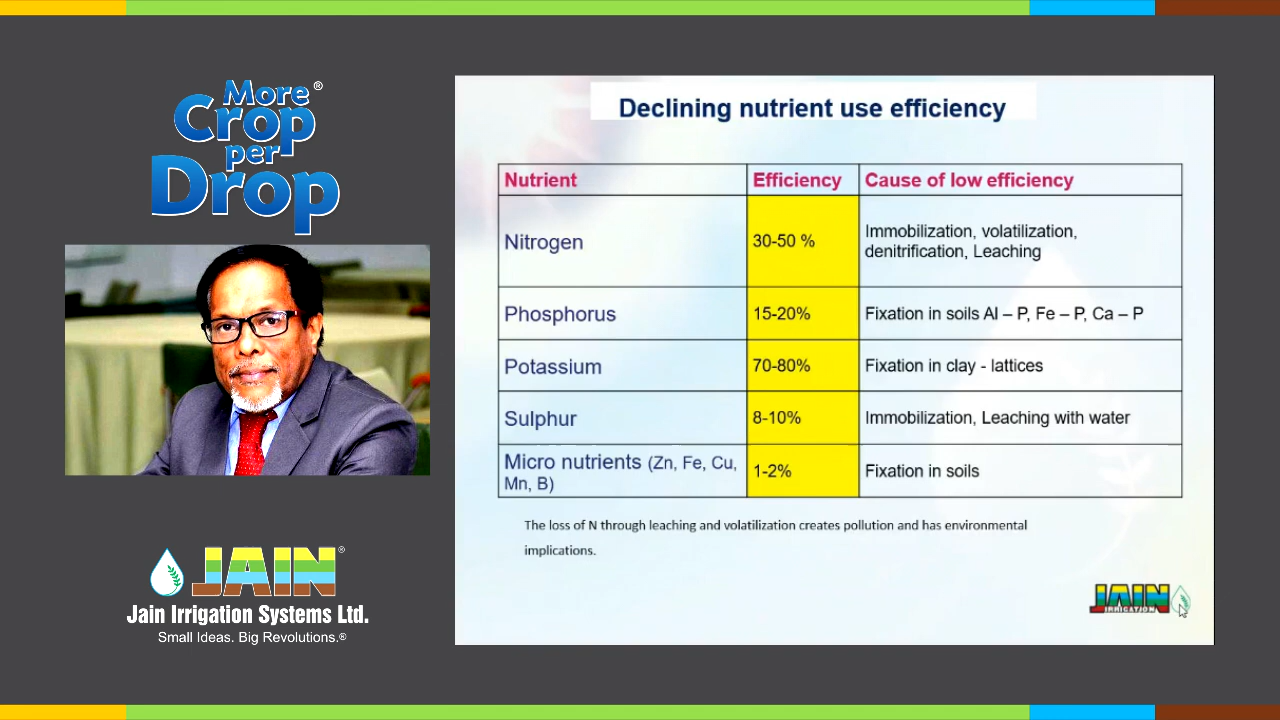 More®
Crop
per
Drop
JAIN®
Jain Irrigation Systems Ltd.
Small Ideas. Big Revolutions.®
Declining nutrient use efficiency
Nutrient Efficiency Cause of low efficiency
Nitrogen 30-50 % Immobilization, volatilization,
denitrification, Leaching
Phosphorus 15-20% Fixation in soils Al – P, Fe – P, Ca – P
Potassium 70-80% Fixation in clay - lattices
Sulphur 8-10% Immobilization, Leaching with water
Micro nutrients (Zn, Fe, Cu,
Mn, B) 1-2% Fixation in soils
The loss of N through leaching and volatilization creates pollution and has environmental
implications.
JAIN
IRRIGATION